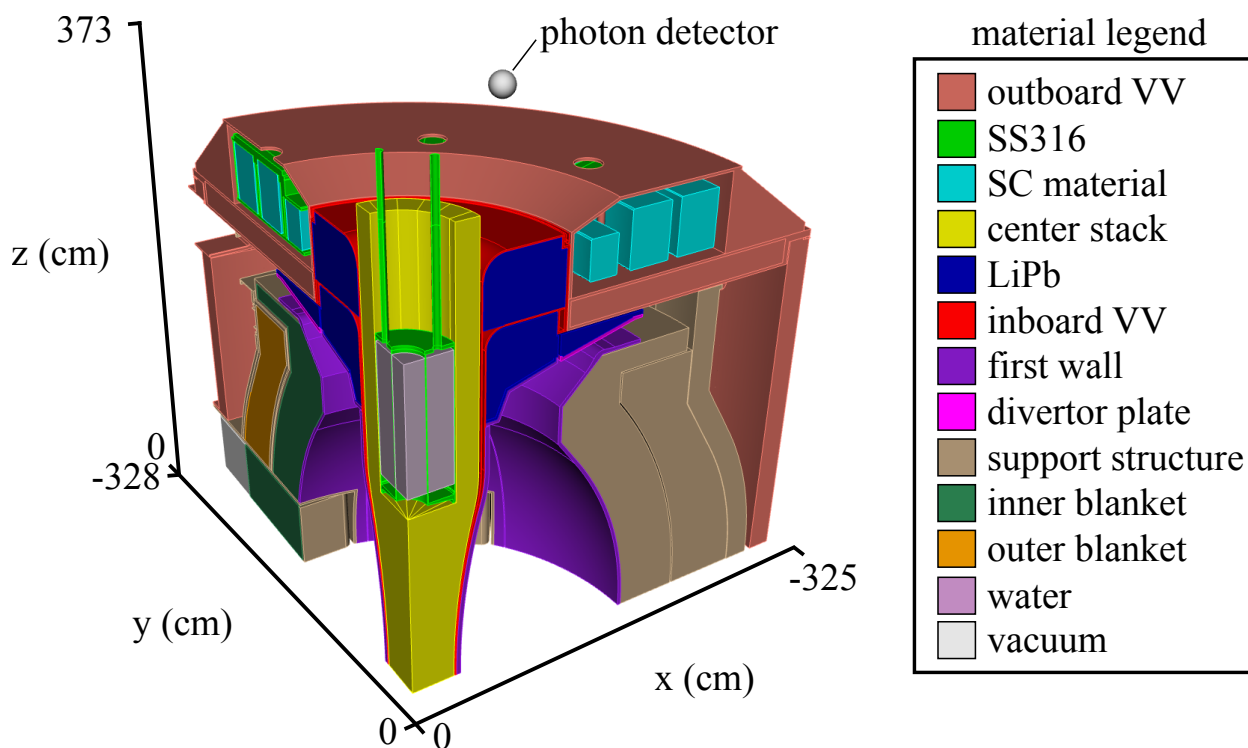 373
photon detector
z (cm)
0
-328
y (cm)
0
0
x (cm)
-325
material legend
outboard VV
SS316
SC material
center stack
LiPb
inboard VV
first wall
divertor plate
support structure
inner blanket
outer blanket
water
vacuum